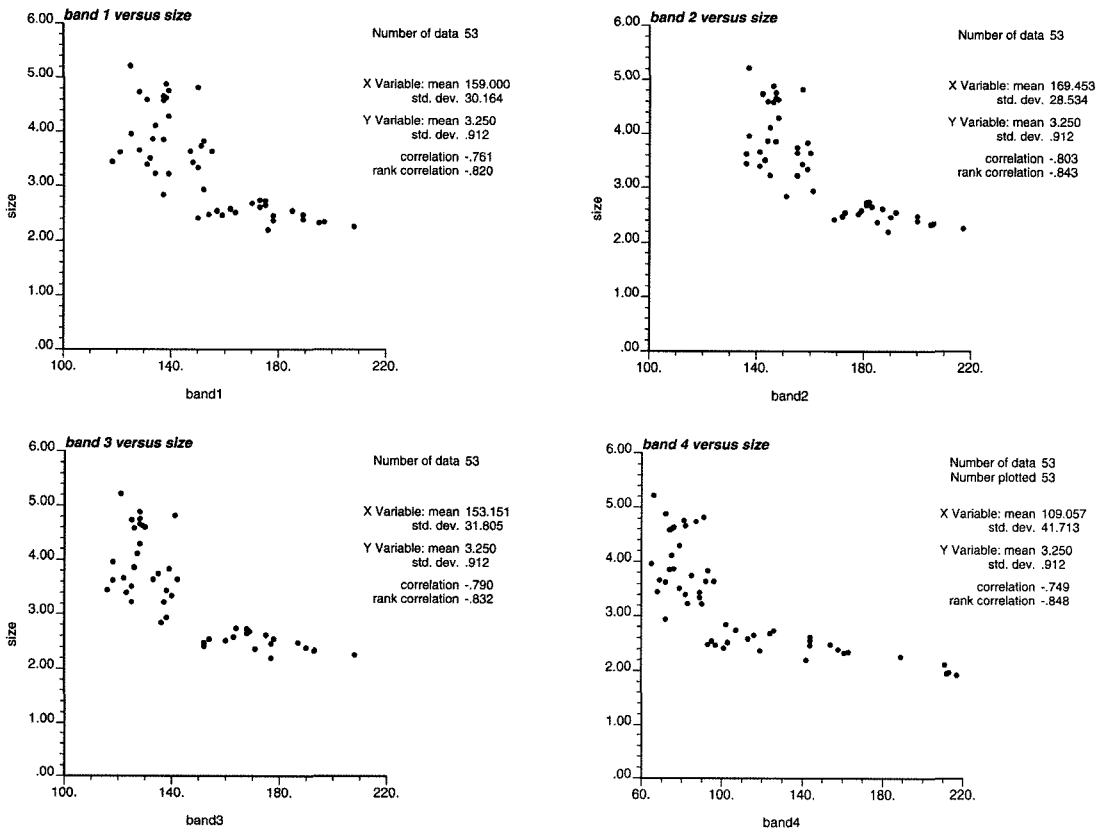 band 1 versus size
6.00
5.00
4.00
3.00
2.00
1.00
.00
size
100.
140.
180.
220.
band1
Number of data 53
X Variable: mean 159.000
std. dev. 30.164
Y Variable: mean 3.250
std. dev. .912
correlation -.761
rank correlation -.820
band 2 versus size
6.00
5.00
4.00
3.00
2.00
1.00
.00
size
100.
140.
180.
220.
band2
Number of data 53
X Variable: mean 169.453
std. dev. 28.534
Y Variable: mean 3.250
std. dev. .912
correlation -.803
rank correlation -.843
band 3 versus size
6.00
5.00
4.00
3.00
2.00
1.00
.00
size
100.
140.
180.
220.
band3
Number of data 53
X Variable: mean 153.151
std. dev. 31.805
Y Variable: mean 3.250
std. dev. .912
correlation -.790
rank correlation -.832
band 4 versus size
6.00
5.00
4.00
3.00
2.00
1.00
.00
60.
100.
140.
180.
220.
band4
Number of data 53
Number plotted 53
X Variable: mean 109.057
std. dev. 41.713
Y Variable: mean 3.250
std. dev. .912
correlation -.749
rank correlation -.848